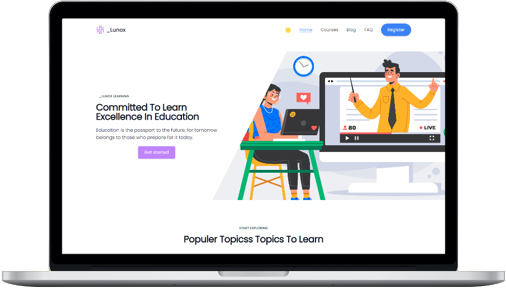 _Lunox
Home Courses Blog FAQ Register
_LUNOX LEARNING
Committed To Learn
Excellence In Education
Education is the passport to the future, for tomorrow
belongs to those who prepare for it today.
Get started
80 LIVE
START EXPLORING
Populer Topicss Topics To Learn